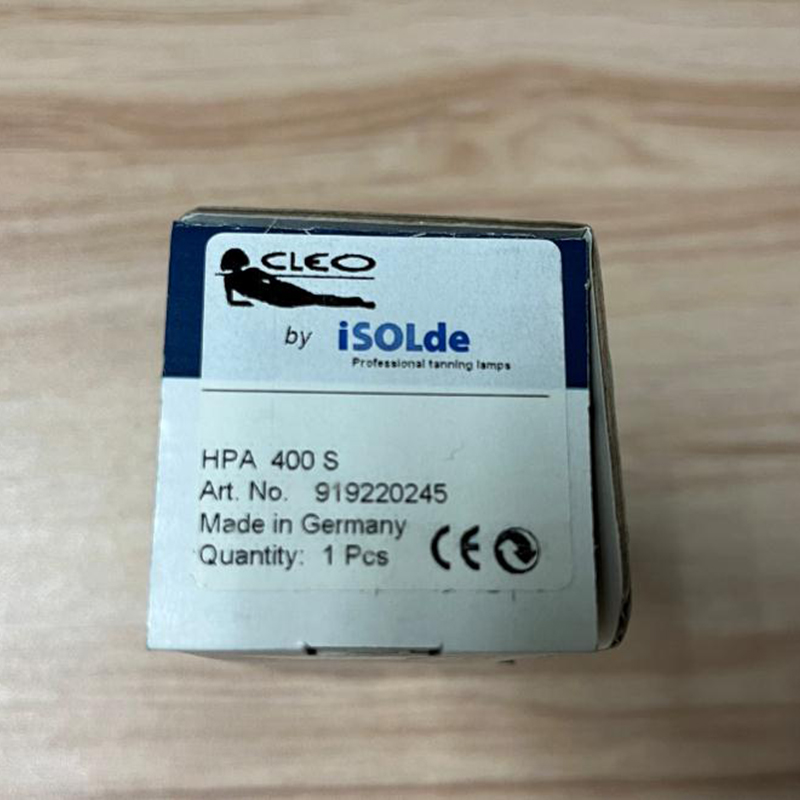 CLEO
by iSOLde
Professional tanning lamps
HPA 400 S
Art. No. 919220245
Made in Germany
Quantity: 1 Pcs
CE